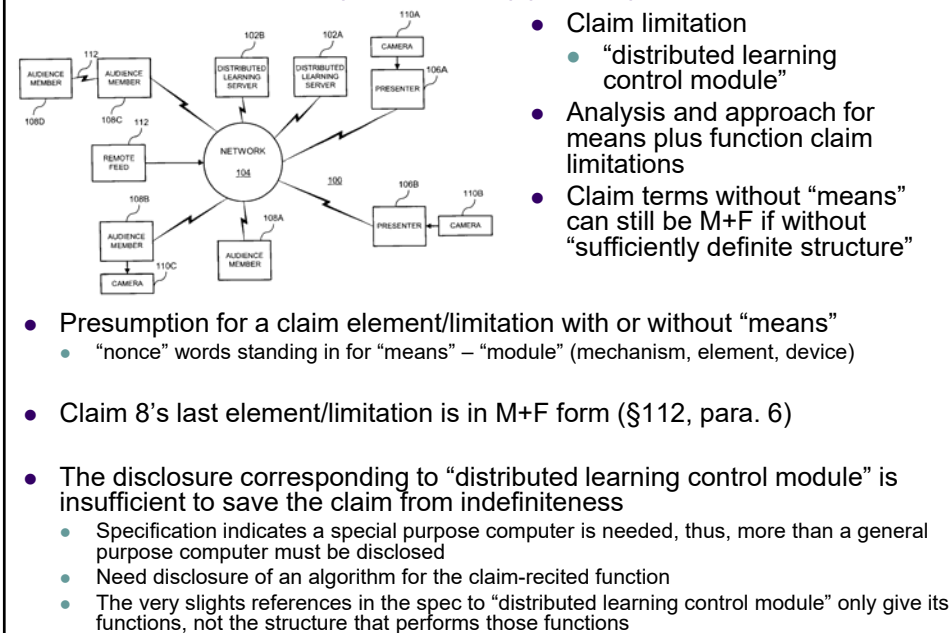 102B
102A
110A
CAMERA
112
AUDIENCE
MEMBER
AUDIENCE
MEMBER
DISTRIBUTED
LEARNING
SERVER
DISTRIBUTED
LEARNING
SERVER
106A
PRESENTER
108D
108C
112
REMOTE
FEED
NETWORK
104
100
108B
108A
106B
110B
AUDIENCE
MEMBER
AUDIENCE
MEMBER
PRESENTER
CAMERA
110C
CAMERA
● Claim limitation
● “distributed learning
control module”
● Analysis and approach for
means plus function claim
limitations
● Claim terms without “means”
can still be M+F if without
“sufficiently definite structure”
● Presumption for a claim element/limitation with or without “means”
● “nonce” words standing in for “means” – “module” (mechanism, element, device)
● Claim 8’s last element/limitation is in M+F form (§112, para. 6)
● The disclosure corresponding to “distributed learning control module” is
insufficient to save the claim from indefiniteness
● Specification indicates a special purpose computer is needed, thus, more than a general
purpose computer must be disclosed
● Need disclosure of an algorithm for the claim-recited function
● The very slights references in the spec to “distributed learning control module” only give its
functions, not the structure that performs those functions